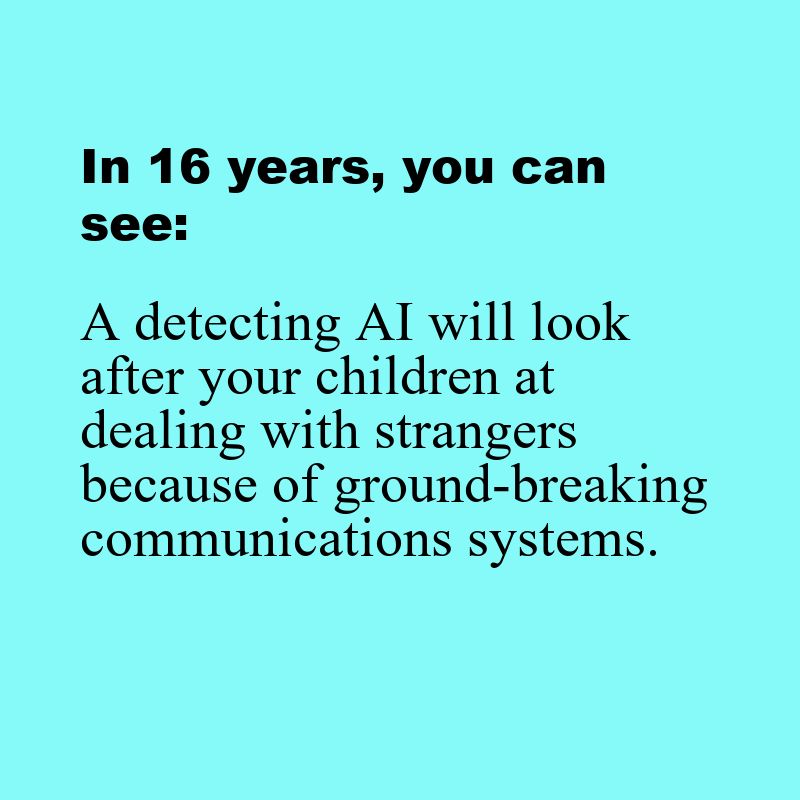 In 16 years, you can
see:
A detecting AI will look
after your children at
dealing with strangers
because of ground-breaking
communications systems.